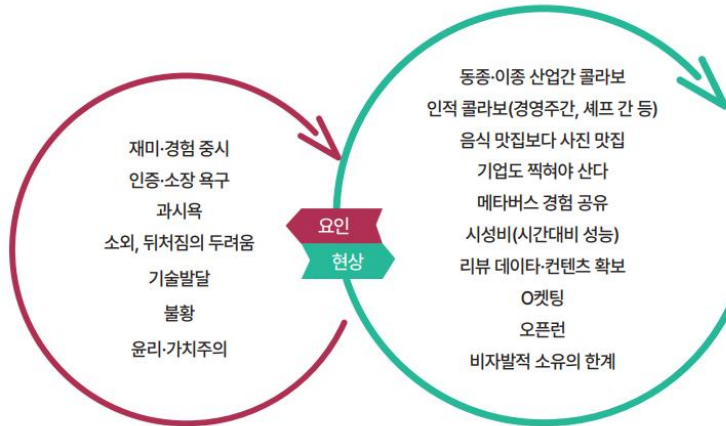 재미·경험 중시
인증·소장 욕구
과시욕
소외, 뒤처짐의 두려움
기술발달
불황
윤리·가치주의
요인
현상
동종·이종 산업간 콜라보
인적 콜라보(경영주간, 셰프 간 등)
음식 맛집보다 사진 맛집
기업도 찍혀야 산다
메타버스 경험 공유
시성비(시간대비 성능)
리뷰 데이타·컨텐츠 확보
O켓팅
오픈런
비자발적 소유의 한계